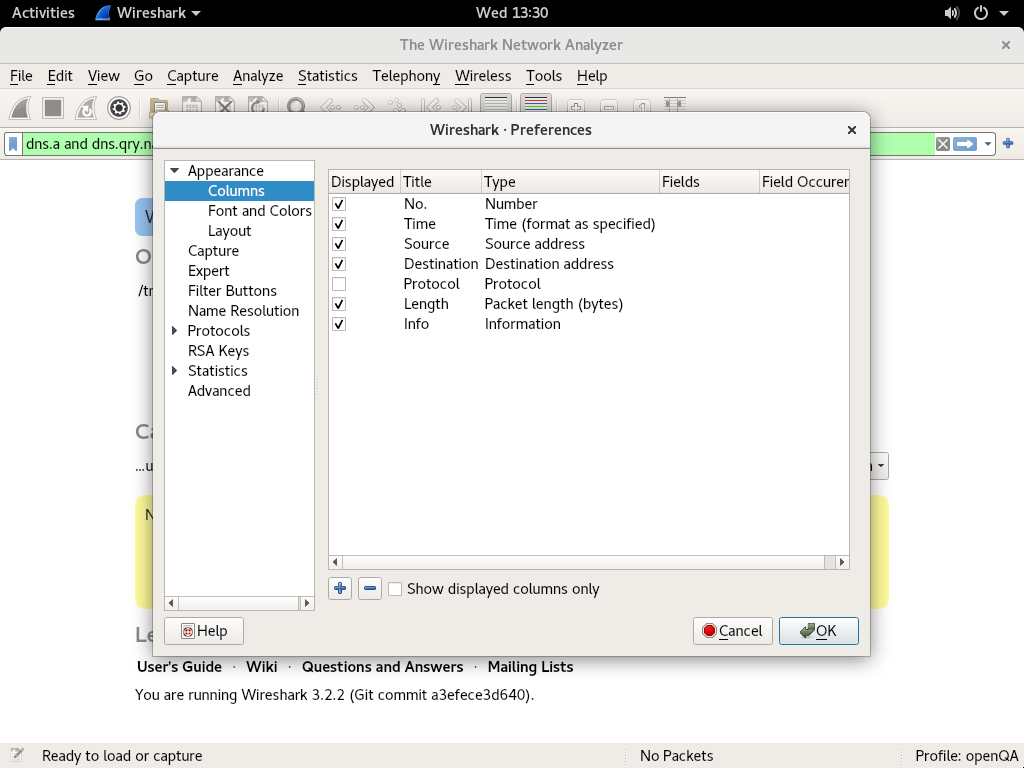 Activities Wireshark Wed 13:30
The Wireshark Network Analyzer
File Edit View Go Capture Analyze Statistics Telephony Wireless Tools Help
Wireshark · Preferences
dns.a and dns.qry.na
Appearance
Columns
Font and Colors
Layout
Capture
Expert
Filter Buttons
Name Resolution
Protocols
RSA Keys
Statistics
Advanced
Displayed Title Type Fields Field Occuren
No. Number
Time Time (format as specified)
Source Source address
Destination Destination address
Protocol Protocol
Length Packet length (bytes)
Info Information
Show displayed columns only
Help Cancel OK
User's Guide · Wiki · Questions and Answers · Mailing Lists
You are running Wireshark 3.2.2 (Git commit a3efece3d640).
Ready to load or capture No Packets Profile: openQA